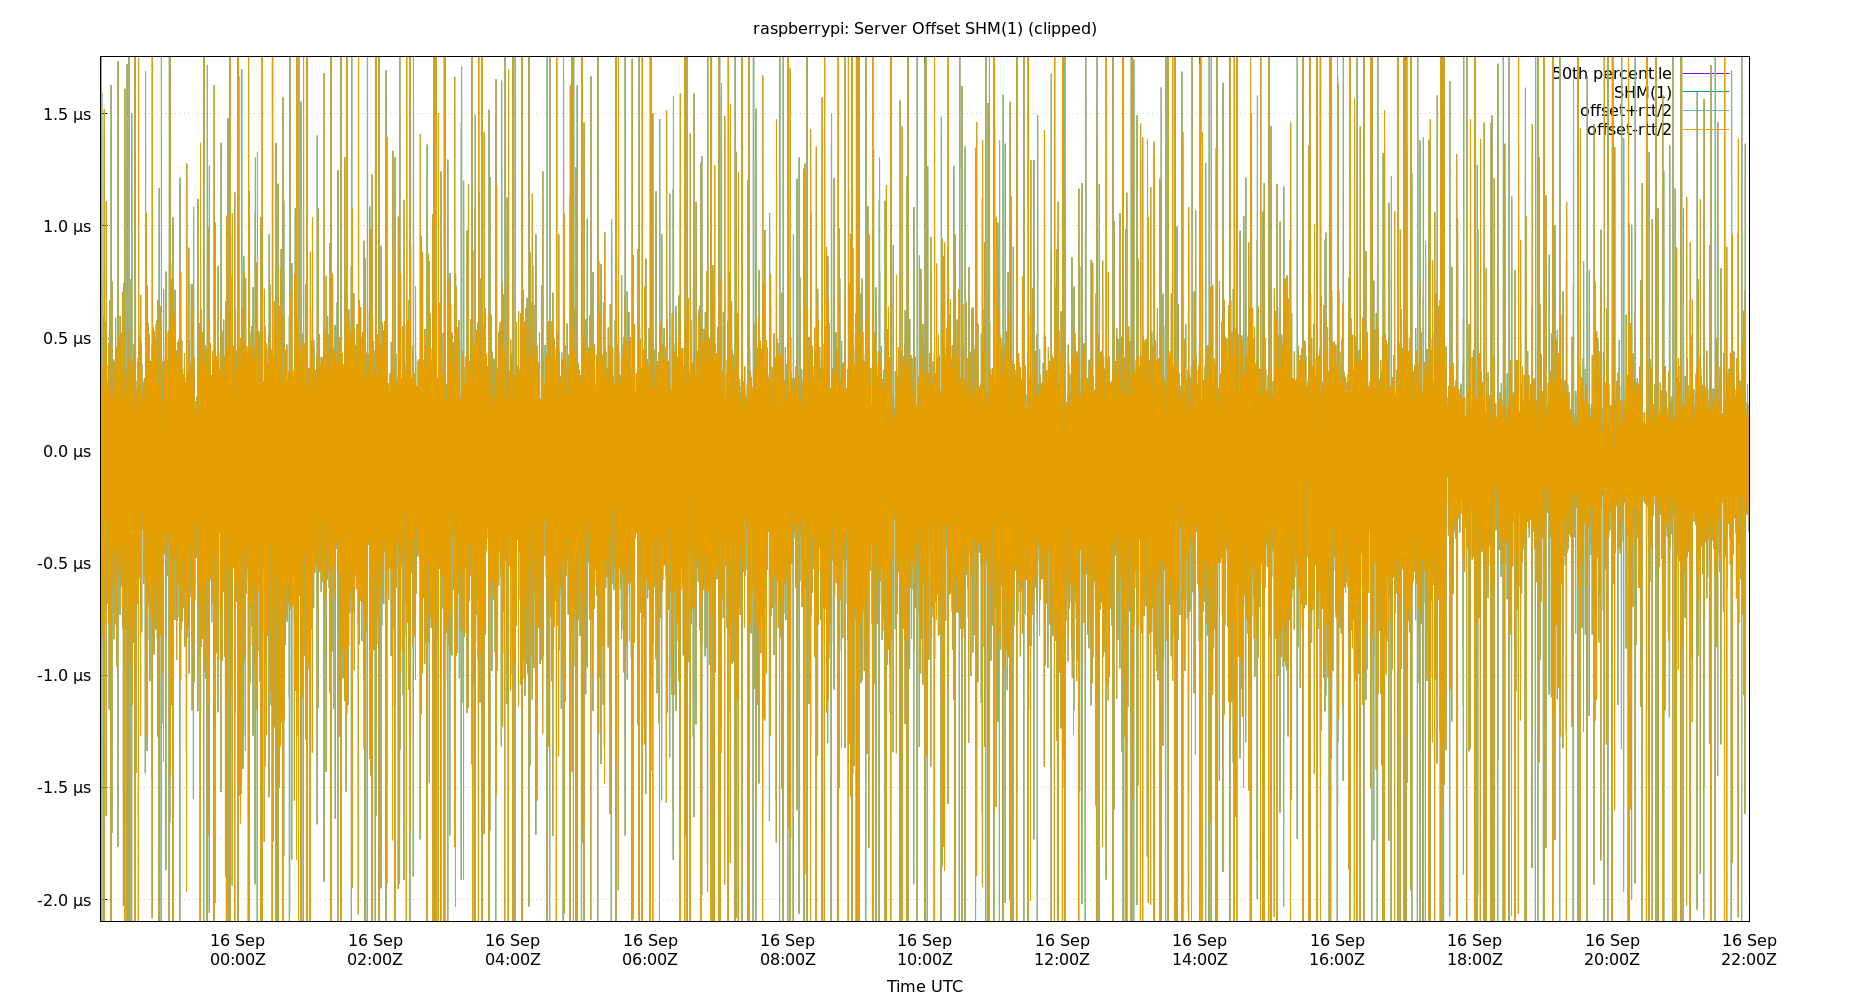 raspberrypi: Server Offset SHM(1) (clipped)
50th percentile
SHM(1)
offset+rtt/2
offset-rtt/2
1.5 µs
1.0 µs
0.5 µs
0.0 µs
-0.5 µs
-1.0 µs
-1.5 µs
-2.0 µs
16 Sep 16 Sep 16 Sep 16 Sep 16 Sep 16 Sep 16 Sep 16 Sep 16 Sep 16 Sep 16 Sep 16 Sep
00:00Z 02:00Z 04:00Z 06:00Z 08:00Z 10:00Z 12:00Z 14:00Z 16:00Z 18:00Z 20:00Z 22:00Z
Time UTC